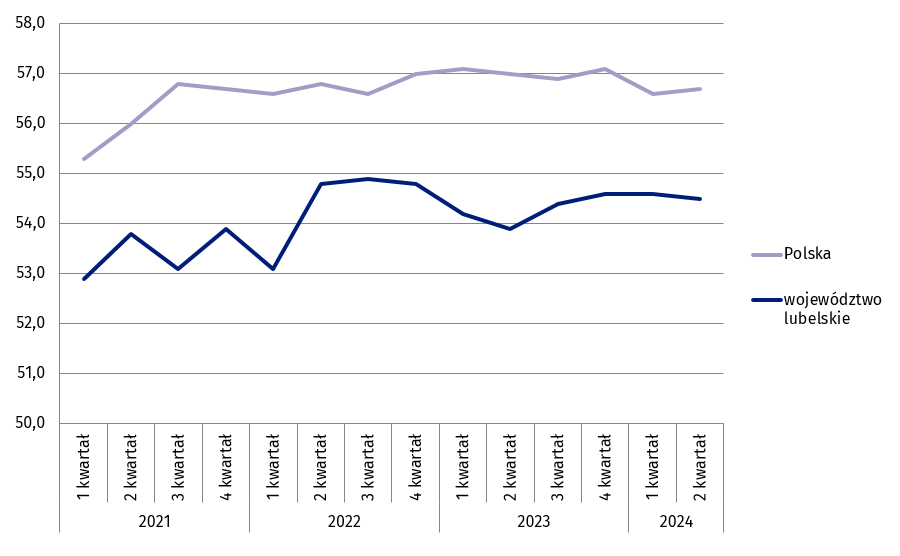 58,0
57,0
56,0
55,0
54,0
53,0
52,0
51,0
50,0
1 kwartał
2 kwartał
3 kwartał
4 kwartał
1 kwartał
2 kwartał
3 kwartał
4 kwartał
1 kwartał
2 kwartał
3 kwartał
4 kwartał
1 kwartał
2 kwartał
2021
2022
2023
2024
Polska
województwo
lubelskie